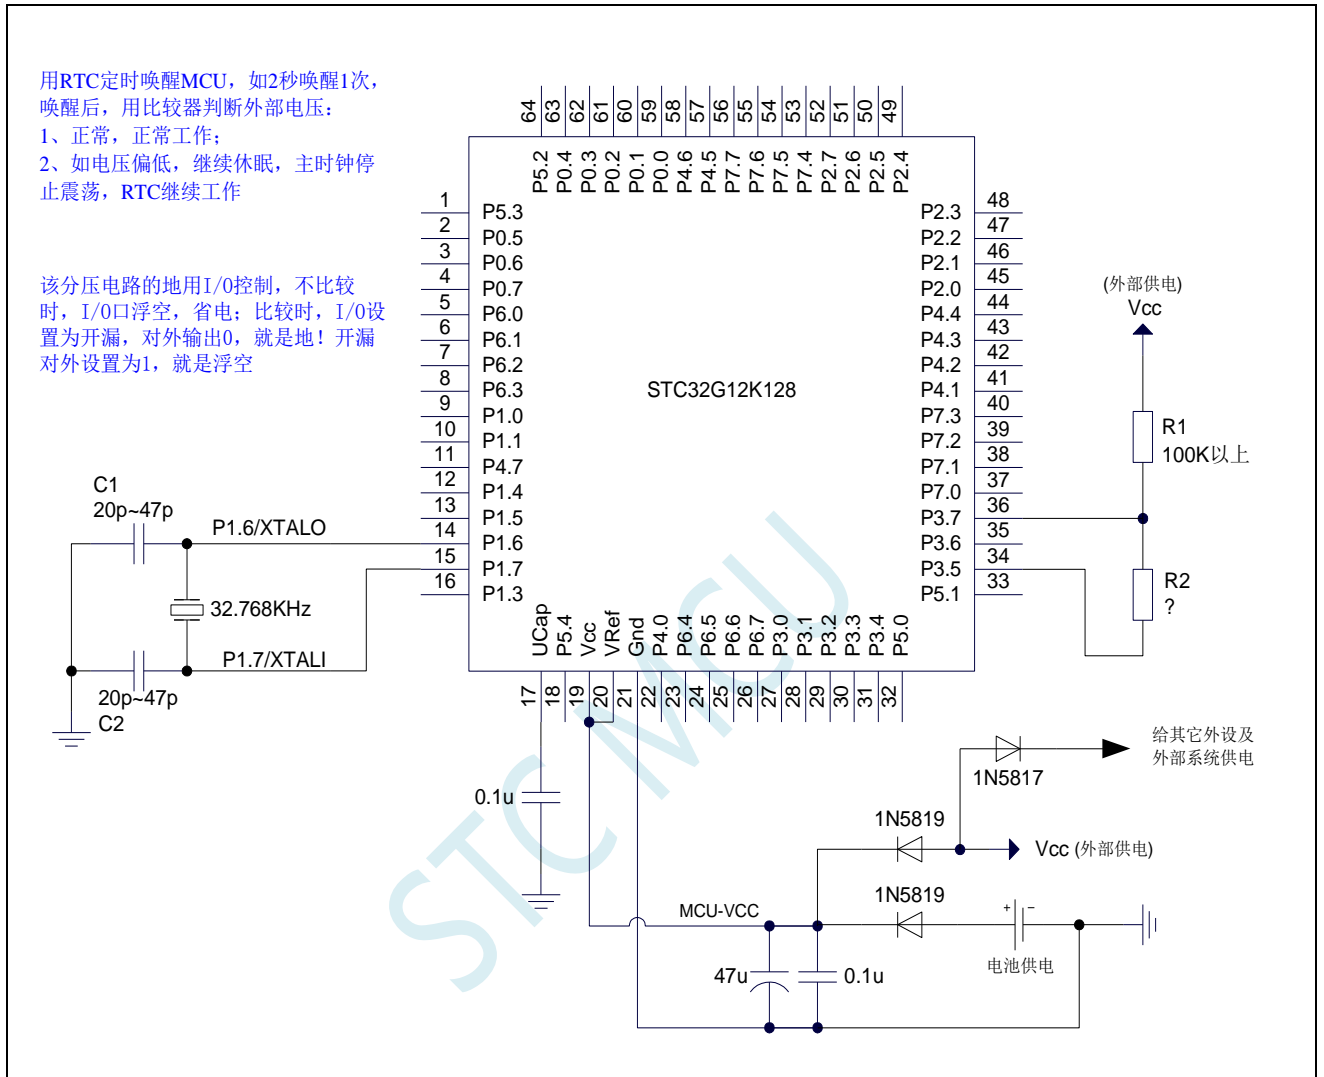 用RTC定时唤醒MCU，如2秒唤醒1次，
唤醒后，用比较器判断外部电压：
1、正常，正常工作；
2、如电压偏低，继续休眠，主时钟停
止震荡，RTC继续工作
该分压电路的地用I/O控制，不比较
时，I/O口浮空，省电；比较时，I/O设
置为开漏，对外输出0，就是地！开漏
对外设置为1，就是浮空
64 63 62 61 60 59 58 57 56 55 54 53 52 51 50 49
P5.2 P0.4 P0.3 P0.2 P0.1 P0.0 P4.6 P4.5 P7.7 P7.6 P7.5 P7.4 P2.7 P2.6 P2.5 P2.4
1 P5.3
2 P0.5
3 P0.6
4 P0.7
5 P6.0
6 P6.1
7 P6.2
8 P6.3
9 P1.0
10 P1.1
11 P4.7
12 P1.4
13 P1.5
14 P1.6
15 P1.7
16 P1.3
STC32G12K128
P2.3 48
P2.2 47
P2.1 46
P2.0 45
P4.4 44
P4.3 43
P4.2 42
P4.1 41
P7.3 40
P7.2 39
P7.1 38
P7.0 37
P3.7 36
P3.6 35
P3.5 34
P5.1 33
UCap P5.4 Vcc VRef Gnd P4.0 P6.4 P6.5 P6.6 P6.7 P3.0 P3.1 P3.2 P3.3 P3.4 P5.0
17 18 19 20 21 22 23 24 25 26 27 28 29 30 31 32
(外部供电)
Vcc
R1
100K以上
R2
?
C1
20p~47p
P1.6/XTALO
32.768KHz
P1.7/XTALI
20p~47p
C2
0.1u
给其它外设及
外部系统供电
1N5817
1N5819
Vcc (外部供电)
1N5819
MCU-VCC
+ −
电池供电
47u
0.1u
STC MCU